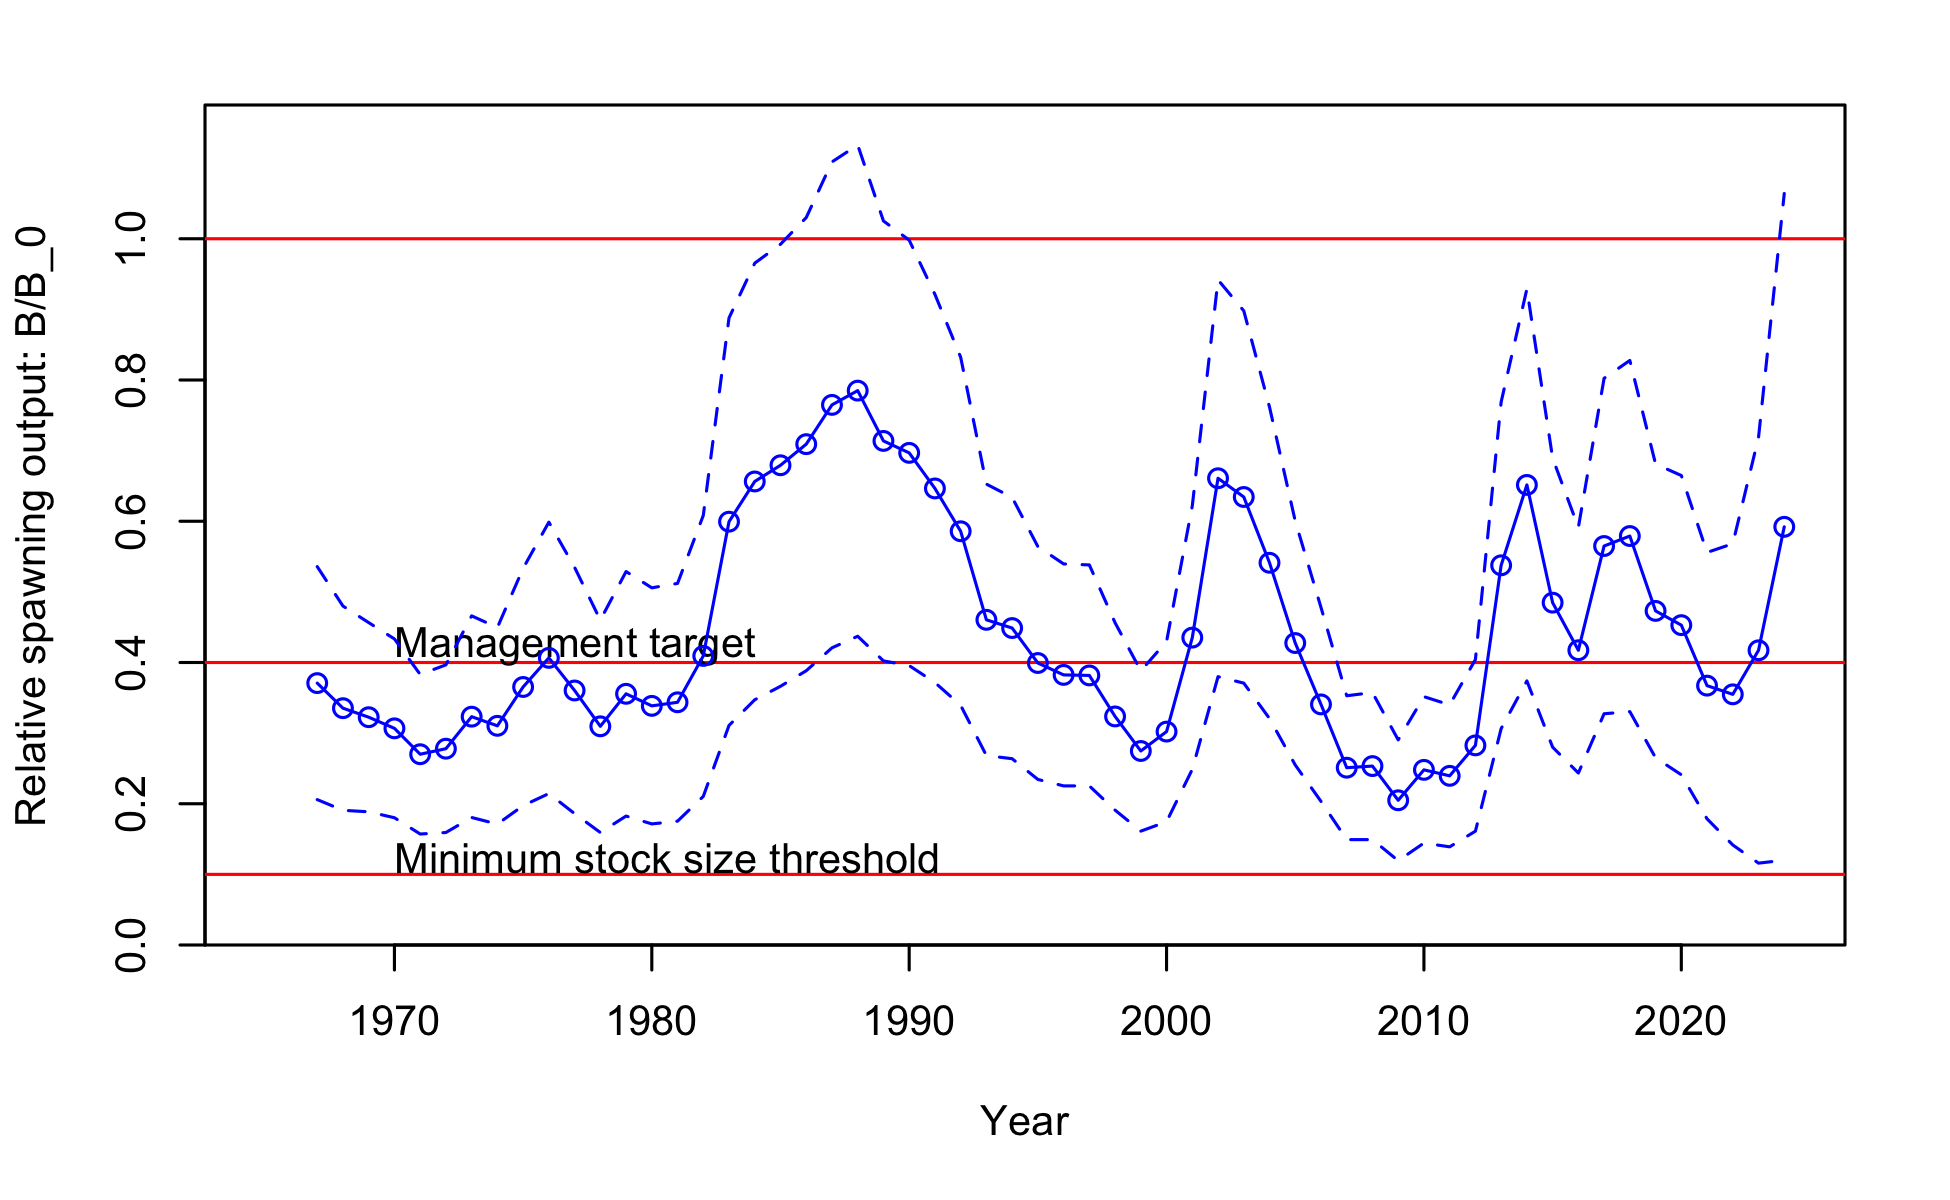 Relative spawning output: B/B_0
1.0
0.8
0.6
0.4
0.2
0.0
Management target
Minimum stock size threshold
1970 1980 1990 2000 2010 2020
Year